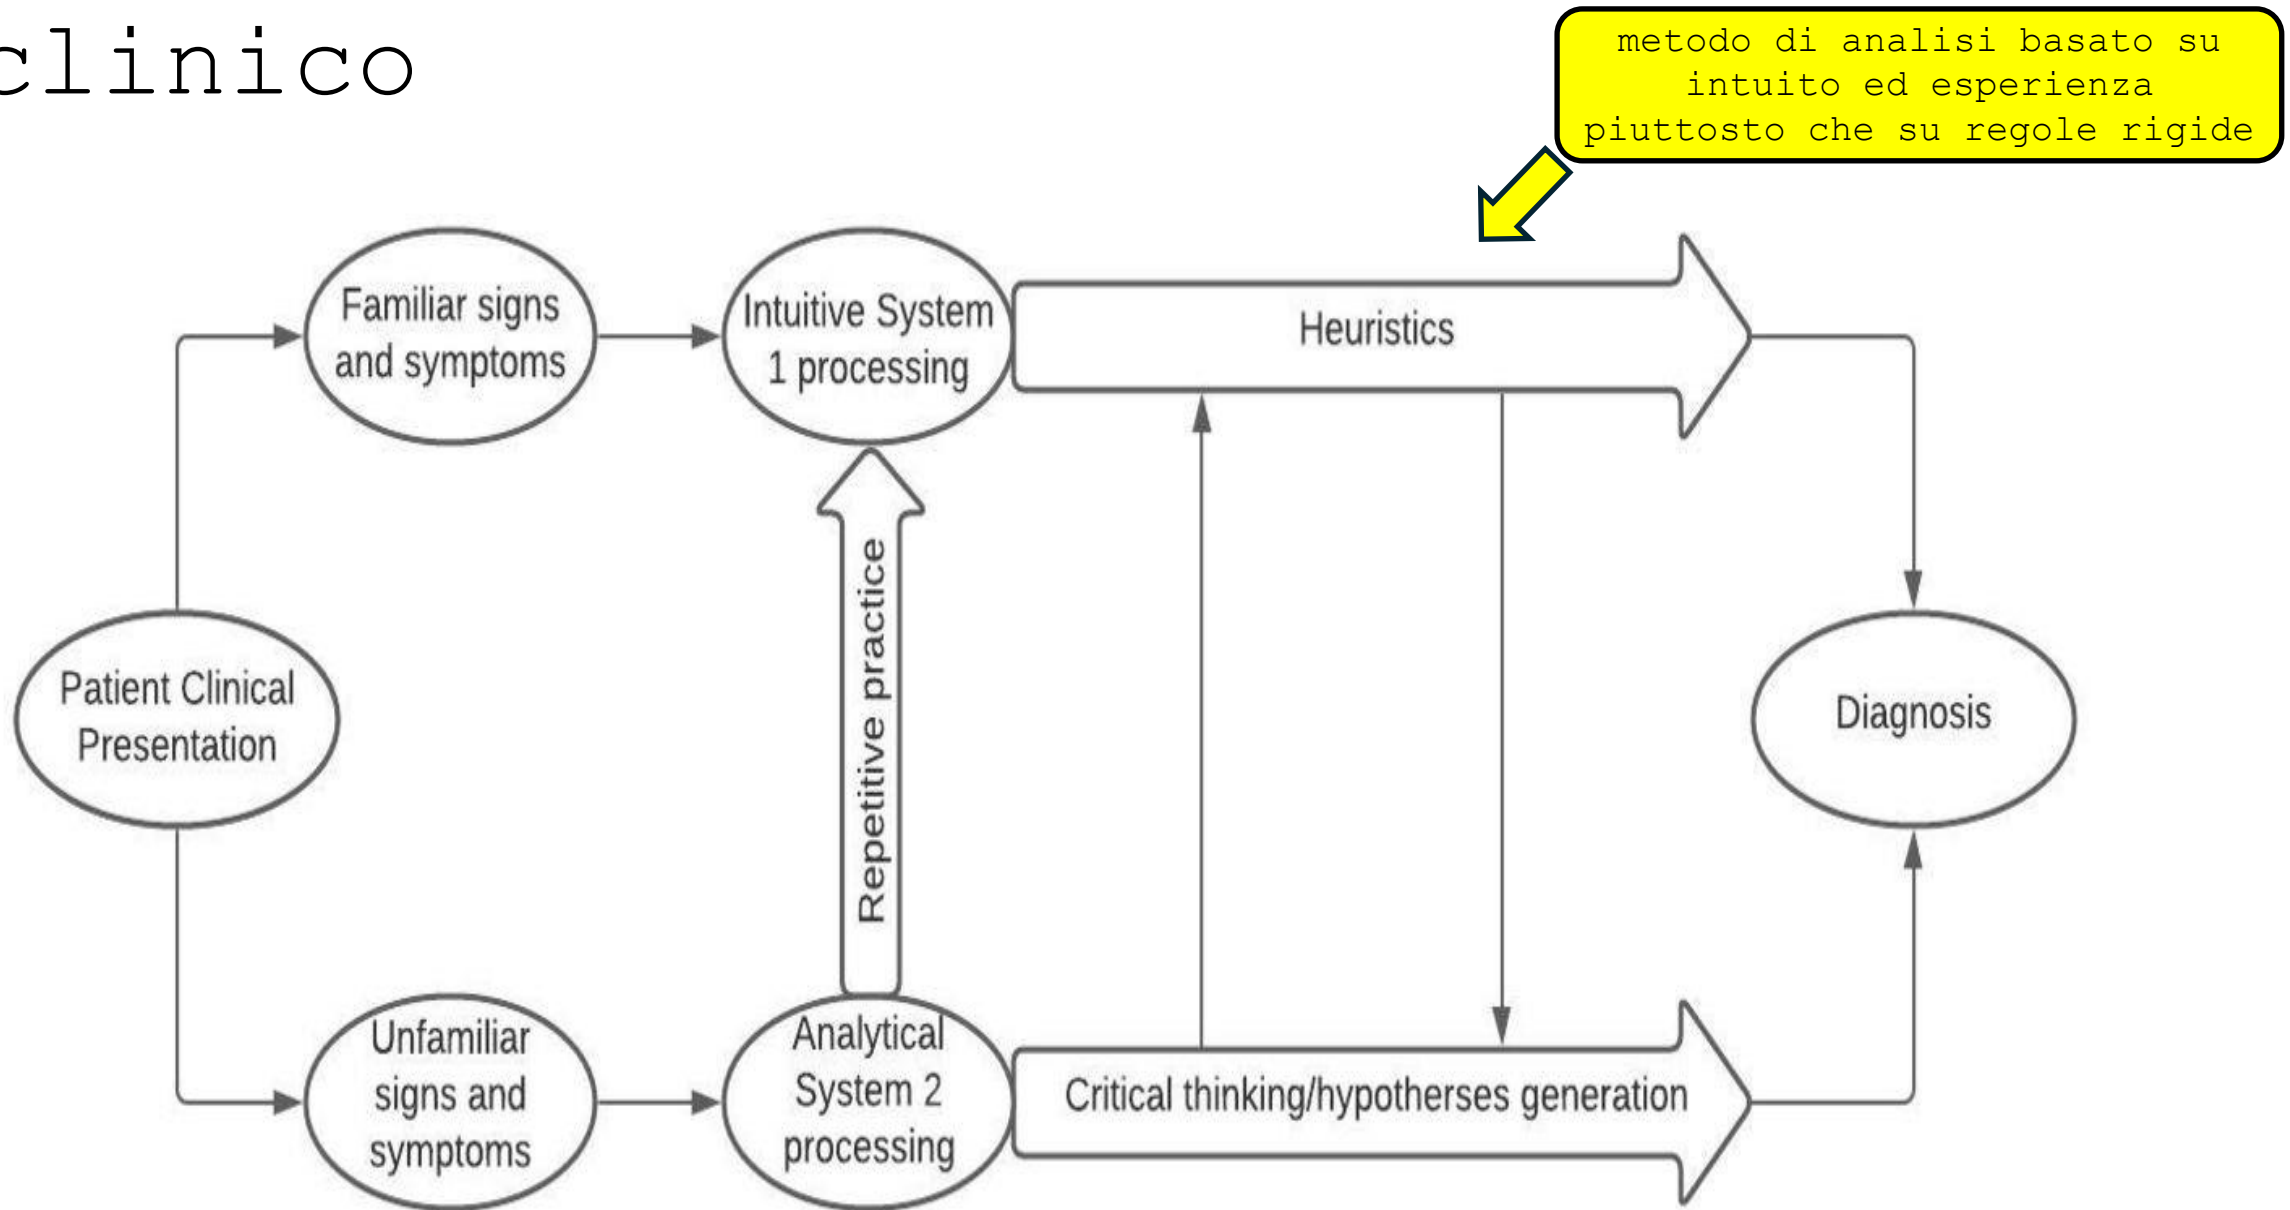 clinico
metodo di analisi basato su
intuito ed esperienza
piuttosto che su regole rigide
Familiar signs
and symptoms
Intuitive System
1 processing
Heuristics
Repetitive practice
Patient Clinical
Presentation
Diagnosis
Unfamiliar
signs and
symptoms
Analytical
System 2
processing
Critical thinking/hypotherses generation